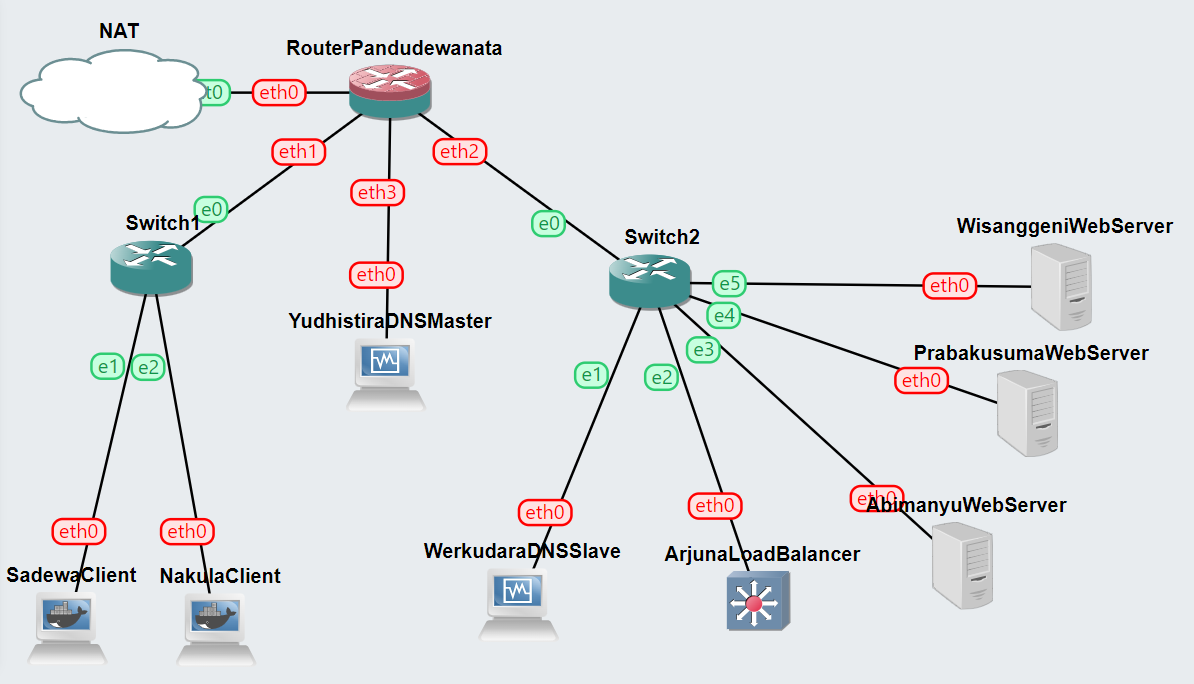 NAT
RouterPandudewanata
t0
eth0
eth1
eth2
eth3
e0
Switch1
e0
Switch2
WisanggeniWebServer
eth0
e5
eth0
e4
YudhistiraDNSMaster
e3
PrabakusumaWebServer
e1
e2
e1
e2
eth0
eth0
AbimanyuWebServer
eth0
eth0
eth0
eth0
WerkudaraDNSSlave
ArjunaLoadBalancer
SadewaClient
NakulaClient